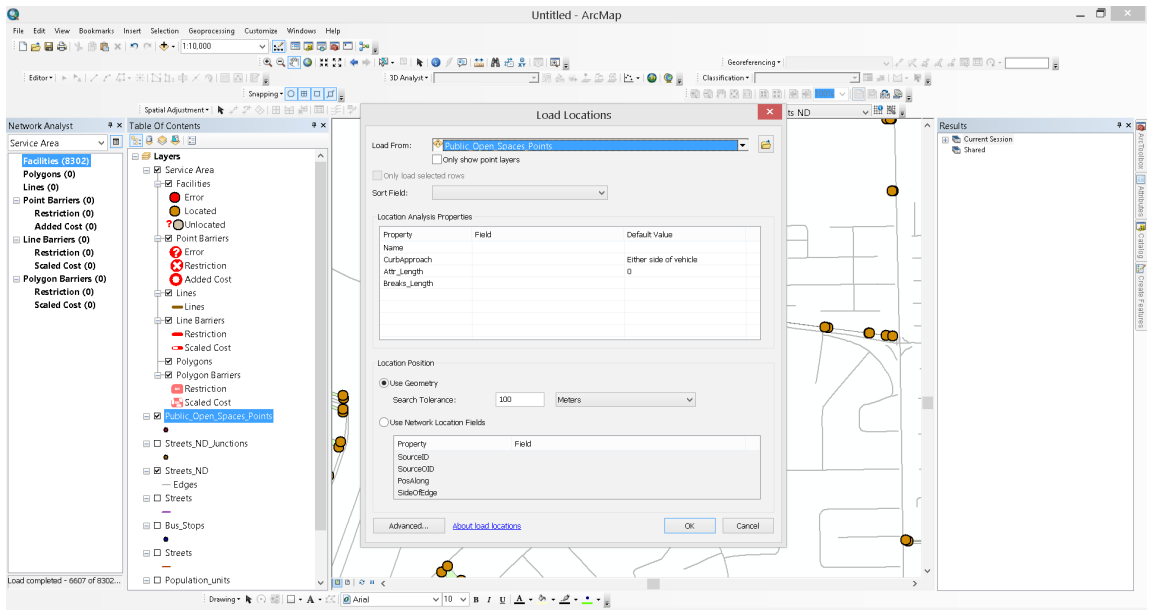 Untitled - ArcMap
File Edit View Bookmarks Insert Selection Geoprocessing Customize Windows Help
1:10,000
Georeferencing
Editor
3D Analyst
Classification
Snapping
Spatial Adjustment
ts ND
Network Analyst
Service Area
Facilities (8302)
Polygons (0)
Lines (0)
Point Barriers (0)
Restriction (0)
Added Cost (0)
Line Barriers (0)
Restriction (0)
Scaled Cost (0)
Polygon Barriers (0)
Restriction (0)
Scaled Cost (0)
Load completed - 6607 of 8302...
Table Of Contents
Layers
Service Area
Facilities
Error
Located
Unlocated
Point Barriers
Error
Restriction
Added Cost
Lines
Lines
Line Barriers
Restriction
Scaled Cost
Polygons
Polygon Barriers
Restriction
Scaled Cost
Public_Open_Spaces_Points
Streets_ND_Junctions
Streets_ND
Edges
Streets
Bus_Stops
Streets
Population_units
Load Locations
Load From: Public_Open_Spaces_Points
Only show point layers
Only load selected rows
Sort Field:
Location Analysis Properties
Property Field Default Value
Name
CurbApproach Either side of vehicle
Attr_Length 0
Breaks_Length
Location Position
Use Geometry
Search Tolerance: 100 Meters
Use Network Location Fields
Property Field
SourceID
SourceOID
PosAlong
SideOfEdge
Advanced... About load locations OK Cancel
Results
Current Session
Shared
ArcToolbox
Attributes
Catalog
Create Features
Drawing A Arial 10 B I U A